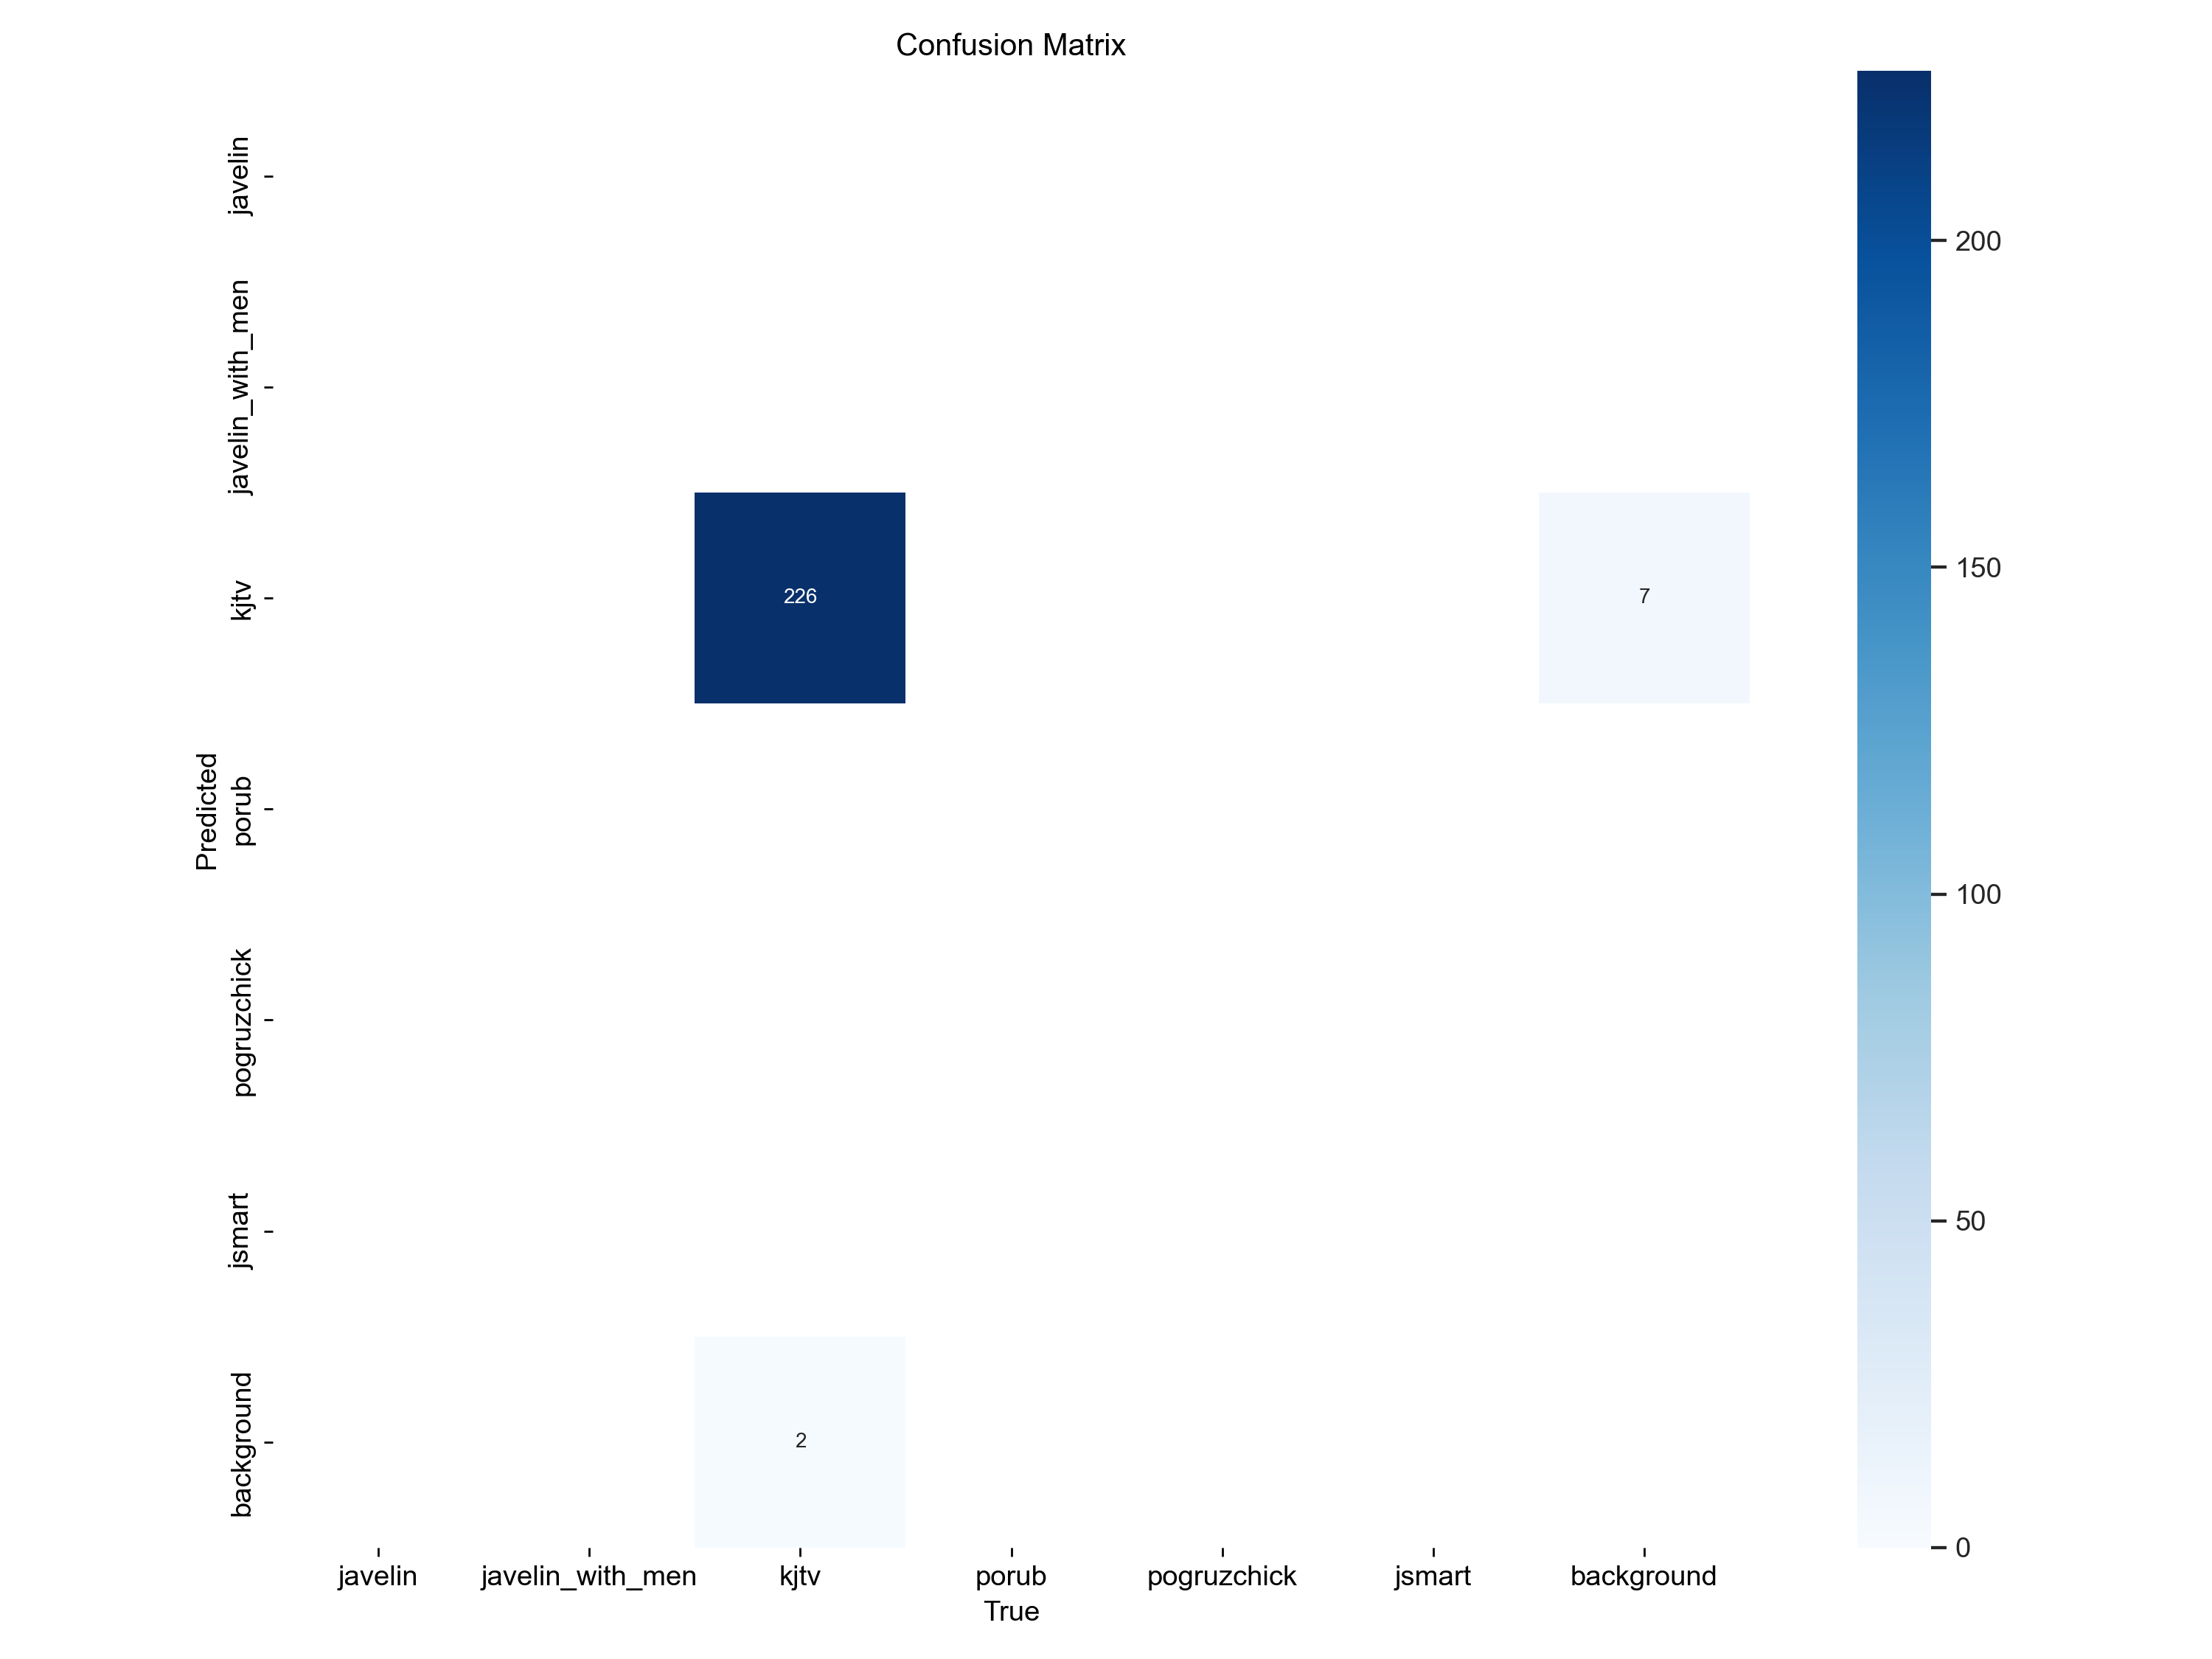 Confusion Matrix
javelin
javelin_with_men
kjtv
porub
pogruzchick
jsmart
background
Predicted
226
7
2
javelin
javelin_with_men
kjtv
porub
pogruzchick
jsmart
background
True
200
150
100
50
0